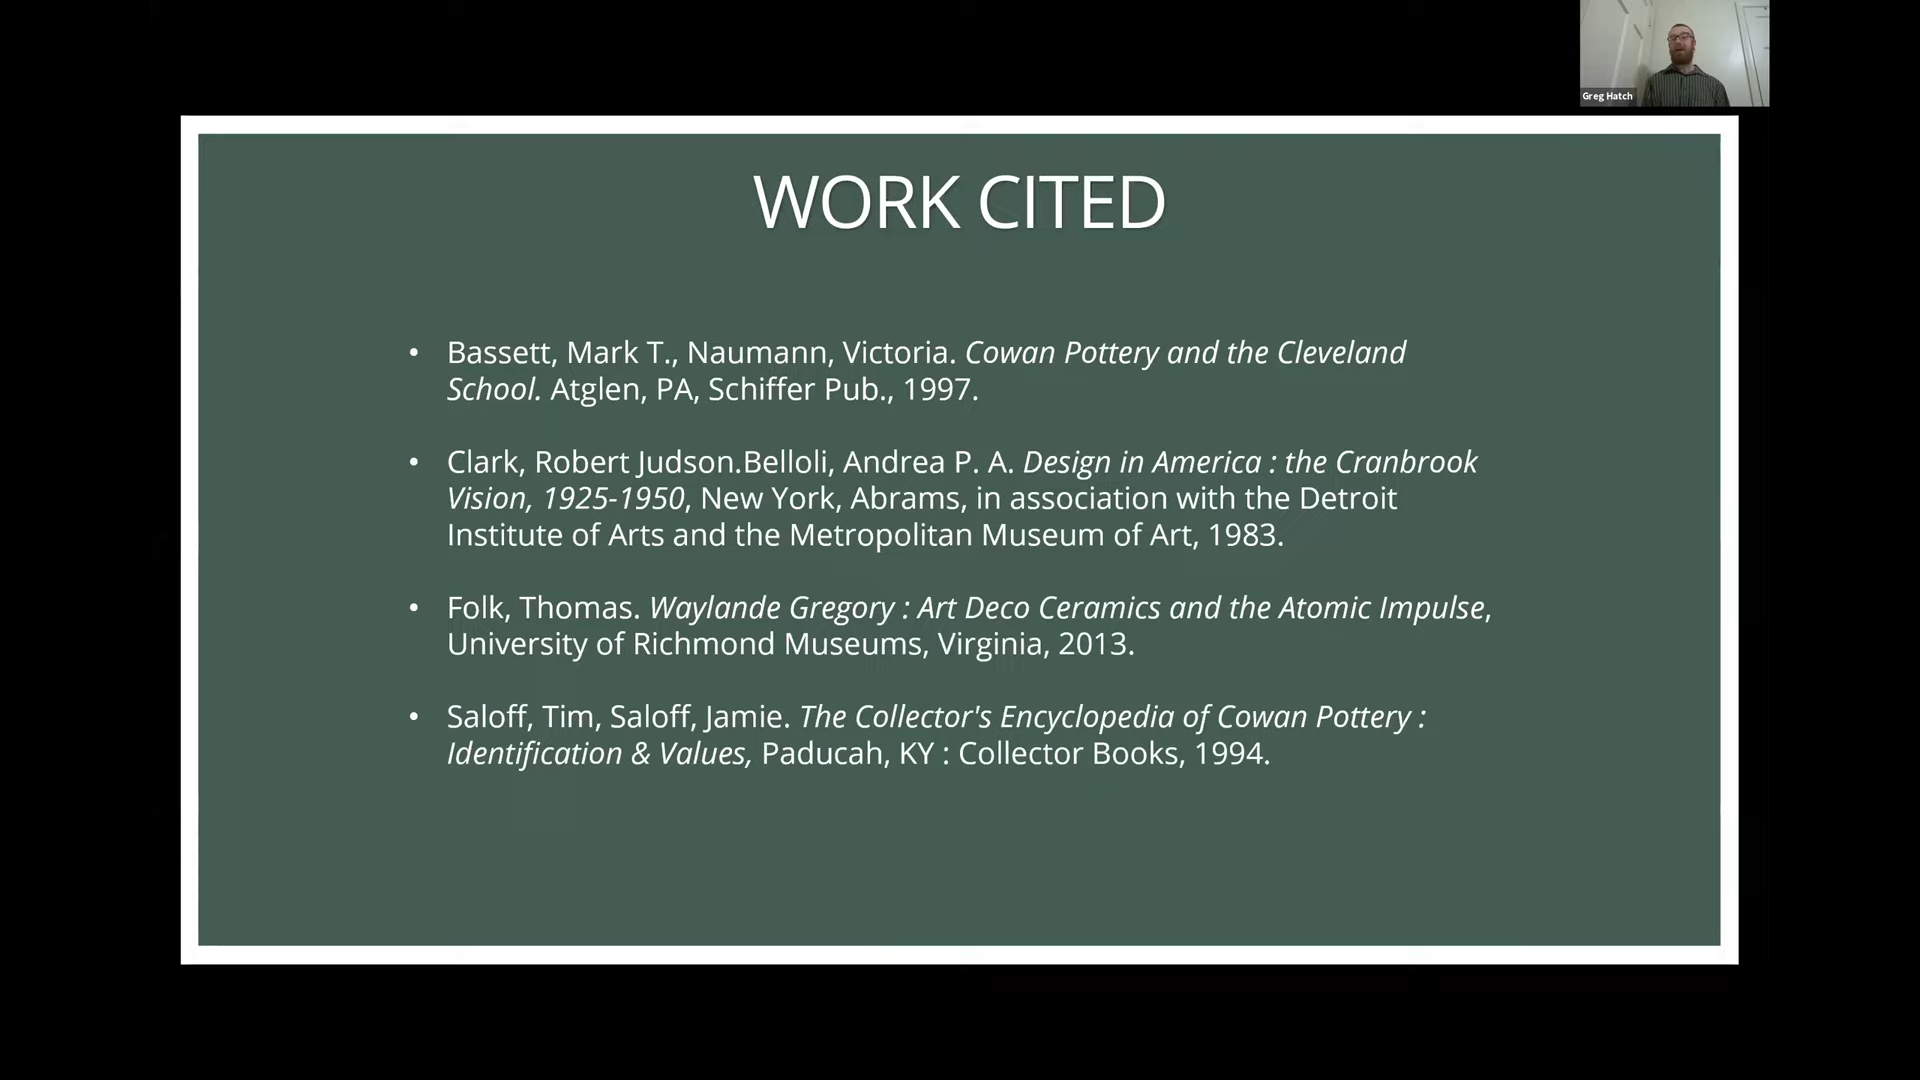 Greg Hatch
WORK CITED
• Bassett, Mark T., Naumann, Victoria. Cowan Pottery and the Cleveland
School. Atglen, PA, Schiffer Pub., 1997.
• Clark, Robert Judson.Belloli, Andrea P. A. Design in America : the Cranbrook
Vision, 1925-1950, New York, Abrams, in association with the Detroit
Institute of Arts and the Metropolitan Museum of Art, 1983.
• Folk, Thomas. Waylande Gregory : Art Deco Ceramics and the Atomic Impulse,
University of Richmond Museums, Virginia, 2013.
• Saloff, Tim, Saloff, Jamie. The Collector's Encyclopedia of Cowan Pottery :
Identification & Values, Paducah, KY : Collector Books, 1994.